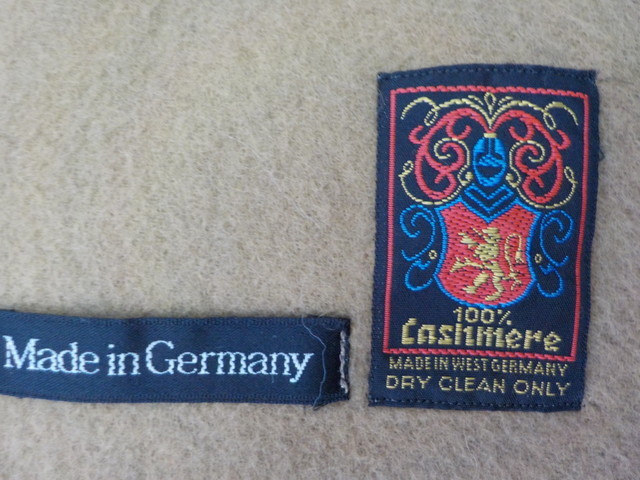 Made in Germany
100%
Cashmere
MADE IN WEST GERMANY
DRY CLEAN ONLY